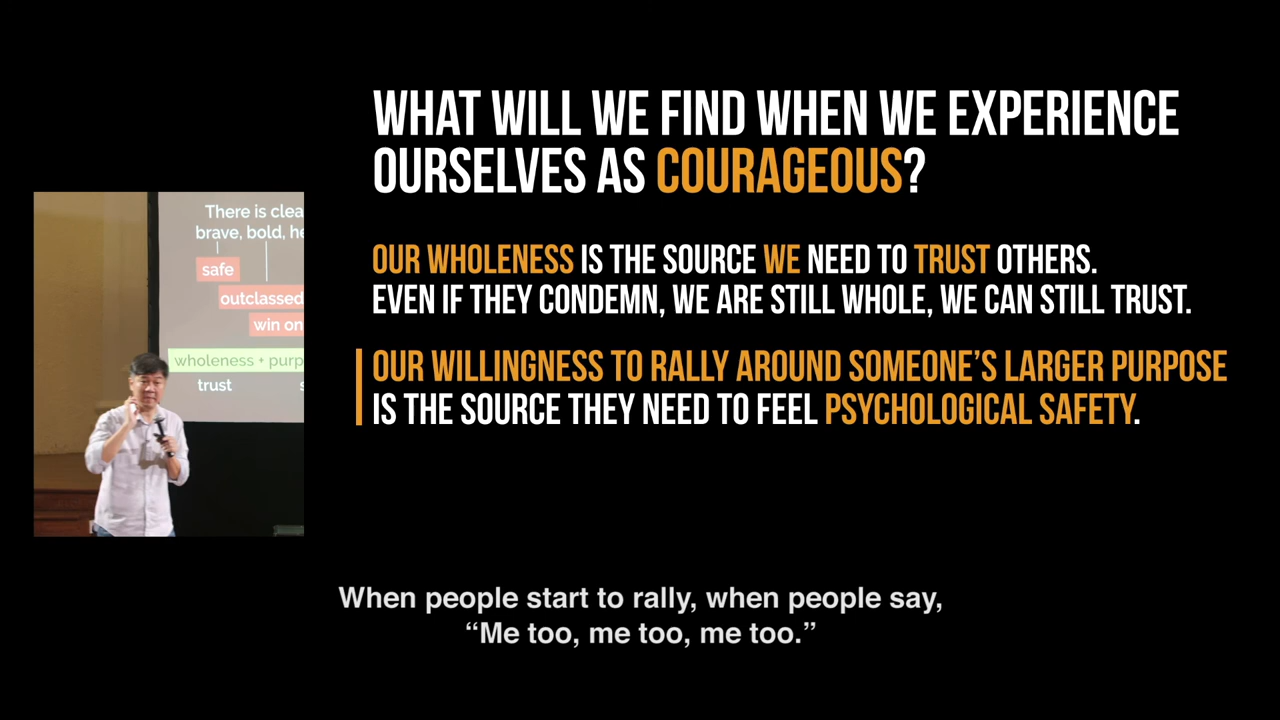 WHAT WILL WE FIND WHEN WE EXPERIENCE
OURSELVES AS COURAGEOUS?
OUR WHOLENESS IS THE SOURCE WE NEED TO TRUST OTHERS.
EVEN IF THEY CONDEMN, WE ARE STILL WHOLE, WE CAN STILL TRUST.
OUR WILLINGNESS TO RALLY AROUND SOMEONE'S LARGER PURPOSE
IS THE SOURCE THEY NEED TO FEEL PSYCHOLOGICAL SAFETY.
There is clea
brave, bold, he
safe
outclassed
win on
wholeness + purp
trust
s
When people start to rally, when people say,
“Me too, me too, me too.”